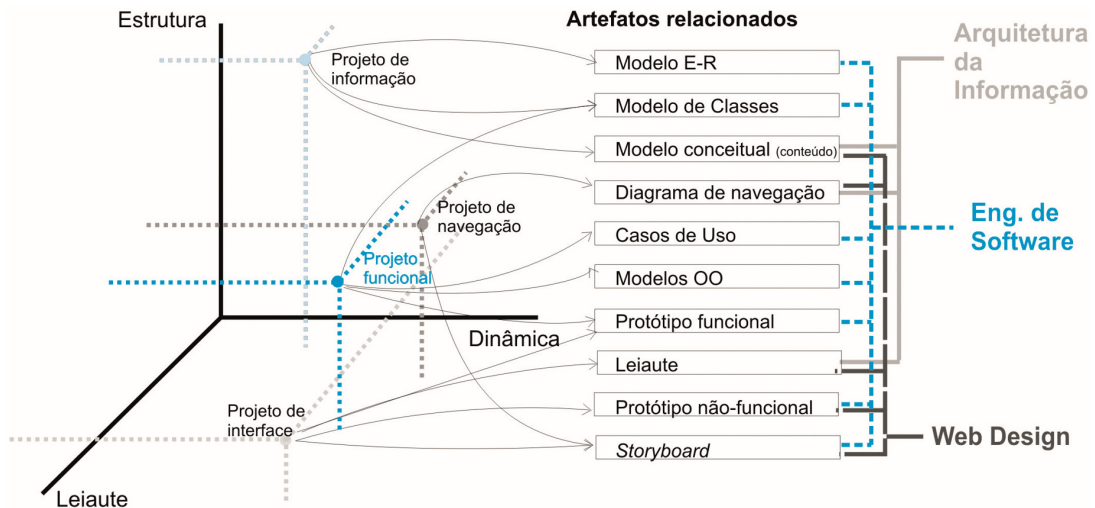 Estrutura
Artefatos relacionados
Arquitetura
da
Informação
Projeto de
informação
Modelo E-R
Modelo de Classes
Modelo conceitual (conteúdo)
Diagrama de navegação
Projeto de
navegação
Eng. de
Software
Casos de Uso
Projeto
funcional
Modelos OO
Protótipo funcional
Dinâmica
Leiaute
Projeto de
interface
Protótipo não-funcional
Web Design
Storyboard
Leiaute